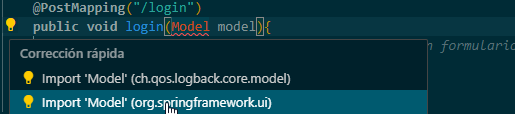 @PostMapping("/login")
public void login(Model model){
n formulario
Corrección rápida
Import 'Model' (ch.qos.logback.core.model)
Import 'Model' (org.springframework.ui)